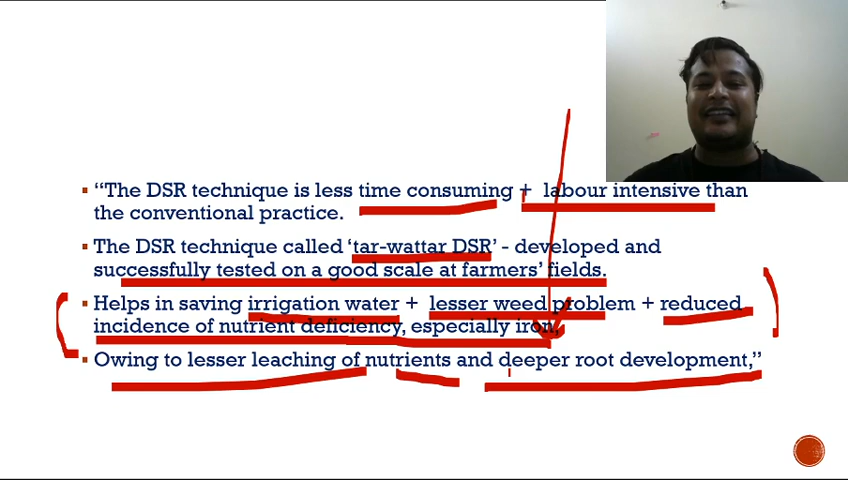 “The DSR technique is less time consuming + labour intensive than
the conventional practice.
The DSR technique called ‘tar-wattar DSR’ - developed and
successfully tested on a good scale at farmers’ fields.
Helps in saving irrigation water + lesser weed problem + reduced
incidence of nutrient deficiency, especially iron,
Owing to lesser leaching of nutrients and deeper root development,”